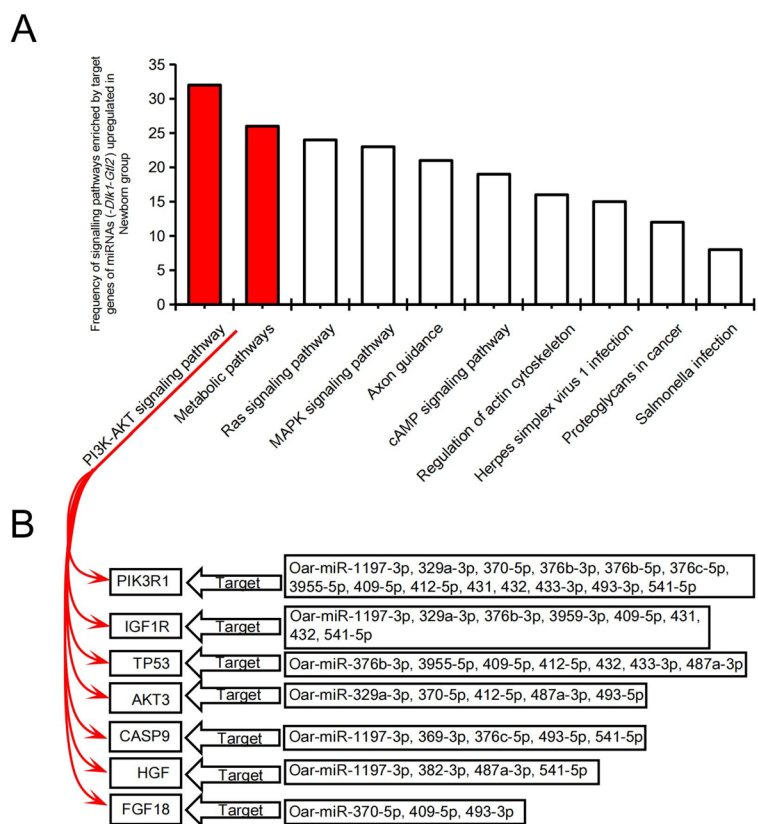 A
Frequency of signalling pathways enriched by target
genes of miRNAs (-Dlk1-Gtl2) upregulated in
Newborn group
35
30
25
20
15
10
5
0
PI3K-AKT signaling pathway
Metabolic pathways
Ras signaling pathway
MAPK signaling pathway
Axon guidance
cAMP signaling pathway
Regulation of actin cytoskeleton
Herpes simplex virus 1 infection
Proteoglycans in cancer
Salmonella infection
B
PIK3R1
Target
Oar-miR-1197-3p, 329a-3p, 370-5p, 376b-3p, 376b-5p, 376c-5p,
3955-5p, 409-5p, 412-5p, 431, 432, 433-3p, 493-3p, 541-5p
IGF1R
Target
Oar-miR-1197-3p, 329a-3p, 376b-3p, 3959-3p, 409-5p, 431,
432, 541-5p
TP53
Target
Oar-miR-376b-3p, 3955-5p, 409-5p, 412-5p, 432, 433-3p, 487a-3p
AKT3
Target
Oar-miR-329a-3p, 370-5p, 412-5p, 487a-3p, 493-5p
CASP9
Target
Oar-miR-1197-3p, 369-3p, 376c-5p, 493-5p, 541-5p
HGF
Target
Oar-miR-1197-3p, 382-3p, 487a-3p, 541-5p
FGF18
Target
Oar-miR-370-5p, 409-5p, 493-3p